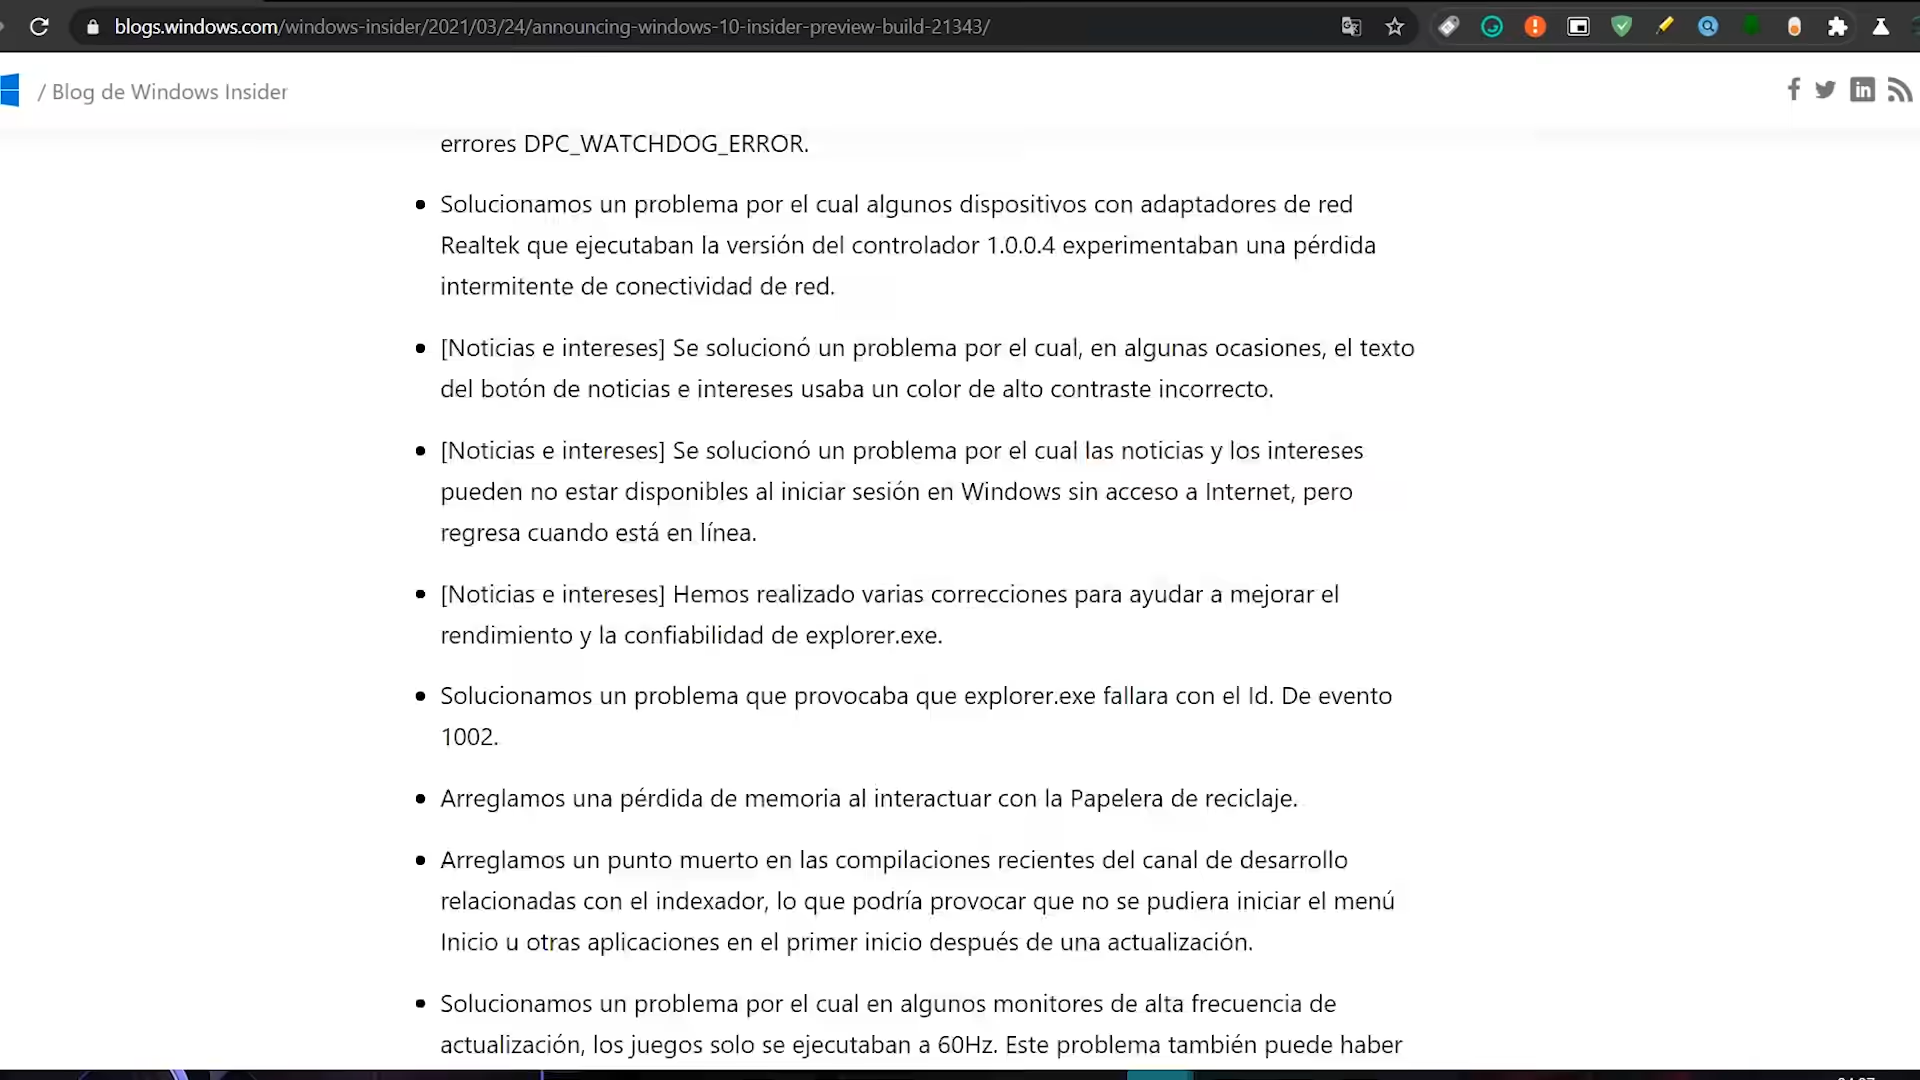 blogs.windows.com/windows-insider/2021/03/24/announcing-windows-10-insider-preview-build-21343/
/ Blog de Windows Insider
errores DPC_WATCHDOG_ERROR.
Solucionamos un problema por el cual algunos dispositivos con adaptadores de red
Realtek que ejecutaban la versión del controlador 1.0.0.4 experimentaban una pérdida
intermitente de conectividad de red.
[Noticias e intereses] Se solucionó un problema por el cual, en algunas ocasiones, el texto
del botón de noticias e intereses usaba un color de alto contraste incorrecto.
[Noticias e intereses] Se solucionó un problema por el cual las noticias y los intereses
pueden no estar disponibles al iniciar sesión en Windows sin acceso a Internet, pero
regresa cuando está en línea.
[Noticias e intereses] Hemos realizado varias correcciones para ayudar a mejorar el
rendimiento y la confiabilidad de explorer.exe.
Solucionamos un problema que provocaba que explorer.exe fallara con el Id. De evento
1002.
Arreglamos una pérdida de memoria al interactuar con la Papelera de reciclaje.
Arreglamos un punto muerto en las compilaciones recientes del canal de desarrollo
relacionadas con el indexador, lo que podría provocar que no se pudiera iniciar el menú
Inicio u otras aplicaciones en el primer inicio después de una actualización.
Solucionamos un problema por el cual en algunos monitores de alta frecuencia de
actualización, los juegos solo se ejecutaban a 60Hz. Este problema también puede haber